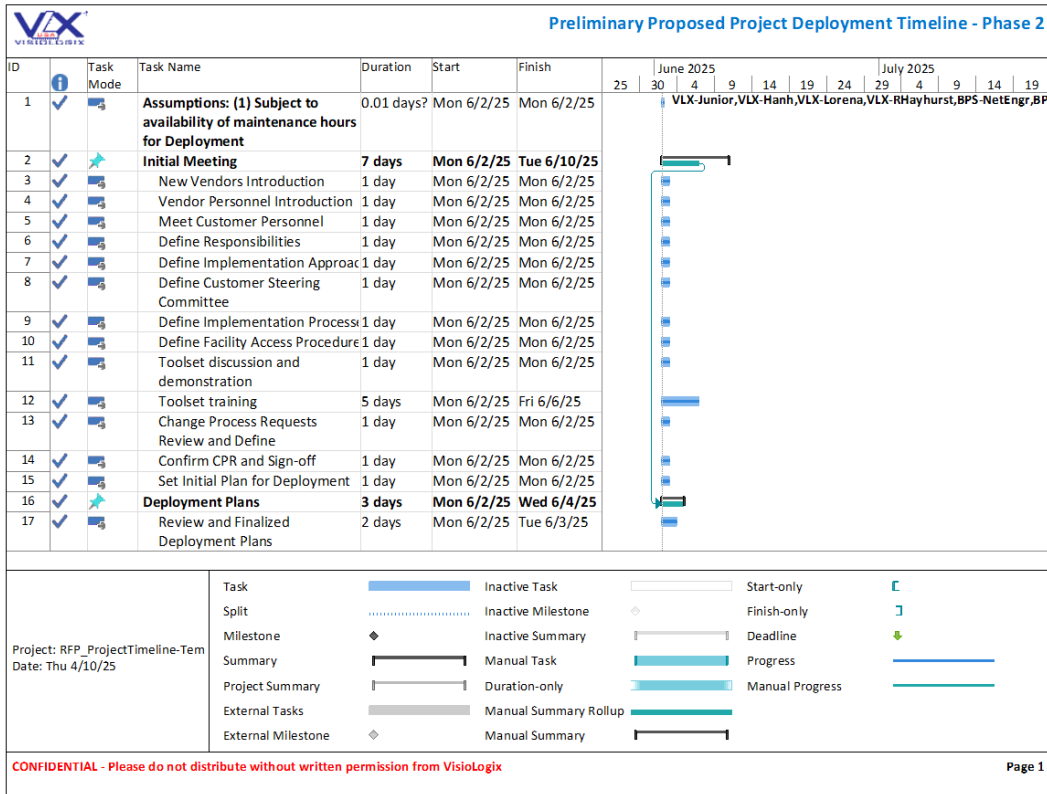 VLX
USA
VISIOLOGIX
Preliminary Proposed Project Deployment Timeline - Phase 2
ID Task Mode Task Name Duration Start Finish
June 2025 July 2025
25 30 4 9 14 19 24 29 4 9 14 19
1 Assumptions: (1) Subject to availability of maintenance hours for Deployment 0.01 days? Mon 6/2/25 Mon 6/2/25 VLX-Junior,VLX-Hanh,VLX-Lorena,VLX-RHayhurst,BPS-NetEngr,BP
2 Initial Meeting 7 days Mon 6/2/25 Tue 6/10/25
3 New Vendors Introduction 1 day Mon 6/2/25 Mon 6/2/25
4 Vendor Personnel Introduction 1 day Mon 6/2/25 Mon 6/2/25
5 Meet Customer Personnel 1 day Mon 6/2/25 Mon 6/2/25
6 Define Responsibilities 1 day Mon 6/2/25 Mon 6/2/25
7 Define Implementation Approac 1 day Mon 6/2/25 Mon 6/2/25
8 Define Customer Steering Committee 1 day Mon 6/2/25 Mon 6/2/25
9 Define Implementation Processe 1 day Mon 6/2/25 Mon 6/2/25
10 Define Facility Access Procedure 1 day Mon 6/2/25 Mon 6/2/25
11 Toolset discussion and demonstration 1 day Mon 6/2/25 Mon 6/2/25
12 Toolset training 5 days Mon 6/2/25 Fri 6/6/25
13 Change Process Requests Review and Define 1 day Mon 6/2/25 Mon 6/2/25
14 Confirm CPR and Sign-off 1 day Mon 6/2/25 Mon 6/2/25
15 Set Initial Plan for Deployment 1 day Mon 6/2/25 Mon 6/2/25
16 Deployment Plans 3 days Mon 6/2/25 Wed 6/4/25
17 Review and Finalized Deployment Plans 2 days Mon 6/2/25 Tue 6/3/25
Project: RFP_ProjectTimeline-Tem
Date: Thu 4/10/25
Task
Split
Milestone
Summary
Project Summary
External Tasks
External Milestone
Inactive Task
Inactive Milestone
Inactive Summary
Manual Task
Duration-only
Manual Summary Rollup
Manual Summary
Start-only
Finish-only
Deadline
Progress
Manual Progress
CONFIDENTIAL - Please do not distribute without written permission from VisioLogix
Page 1